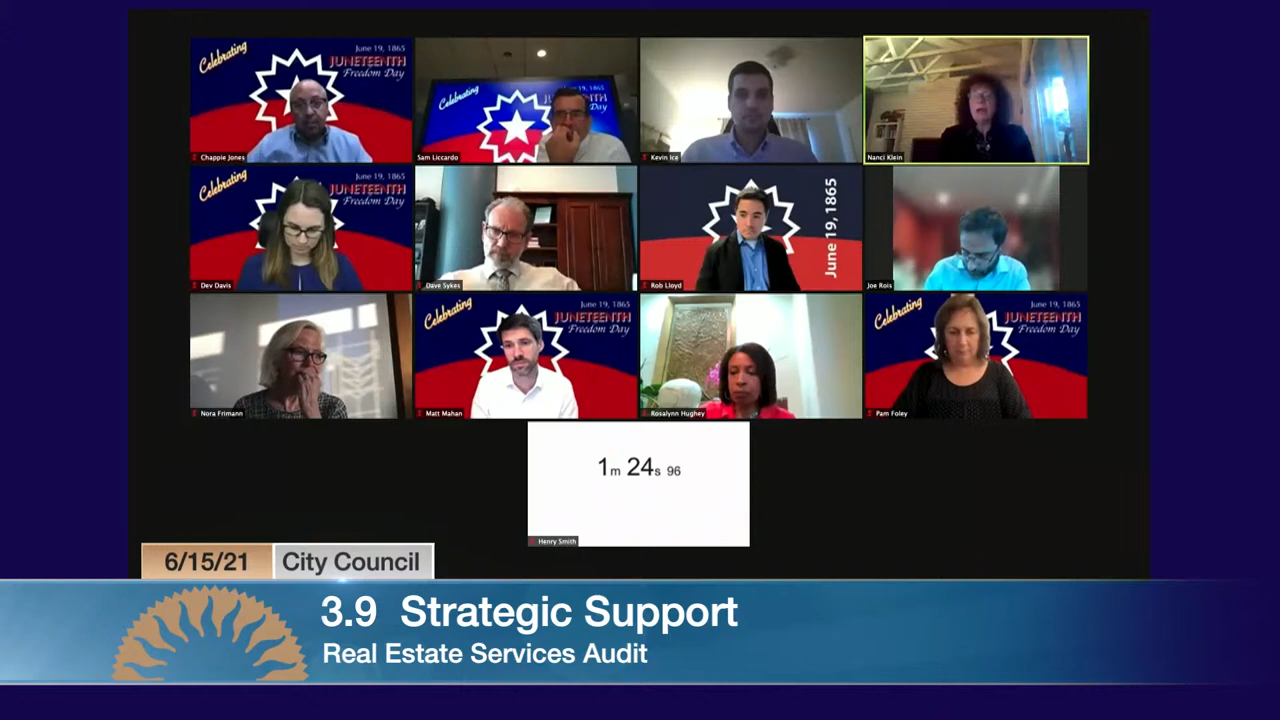 Celebrating
June 19, 1865
JUNETEENTH
Freedom Day
Chappie Jones
Celebrating
JUNETEENTH
Day
Sam Liccardo
Kevin Ice
Nanci Klein
Celebrating
June 19, 1865
JUNETEENTH
Freedom Day
Dev Davis
Dave Sykes
June 19, 1865
Rob Lloyd
Joe Rois
Nora Frimann
Celebrating
June 19, 1865
JUNETEENTH
Freedom Day
Matt Mahan
Rosalynn Hughey
Celebrating
June 19, 1865
JUNETEENTH
Freedom Day
Pam Foley
1m 24s 96
Henry Smith
6/15/21 City Council
3.9 Strategic Support
Real Estate Services Audit